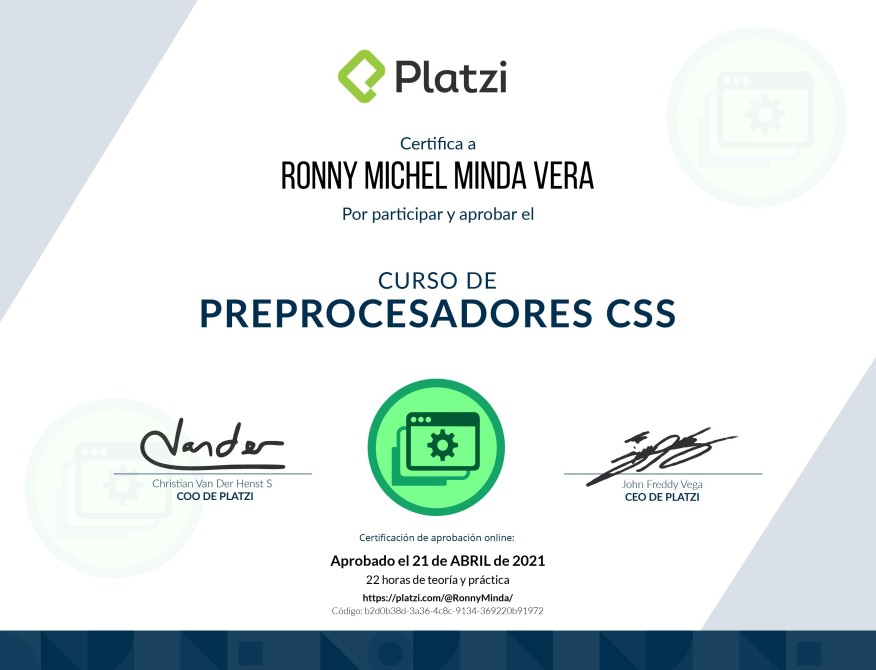 Platzi
Certifica a
RONNY MICHEL MINDA VERA
Por participar y aprobar el
CURSO DE
PREPROCESADORES CSS
Vander
Christian Van Der Henst S
COO DE PLATZI
John Freddy Vega
CEO DE PLATZI
Certificación de aprobación online:
Aprobado el 21 de ABRIL de 2021
22 horas de teoría y práctica
https://platzi.com/@RonnyMinda/
Código: b2d0b38d-3a36-4c8c-9134-369220b91972